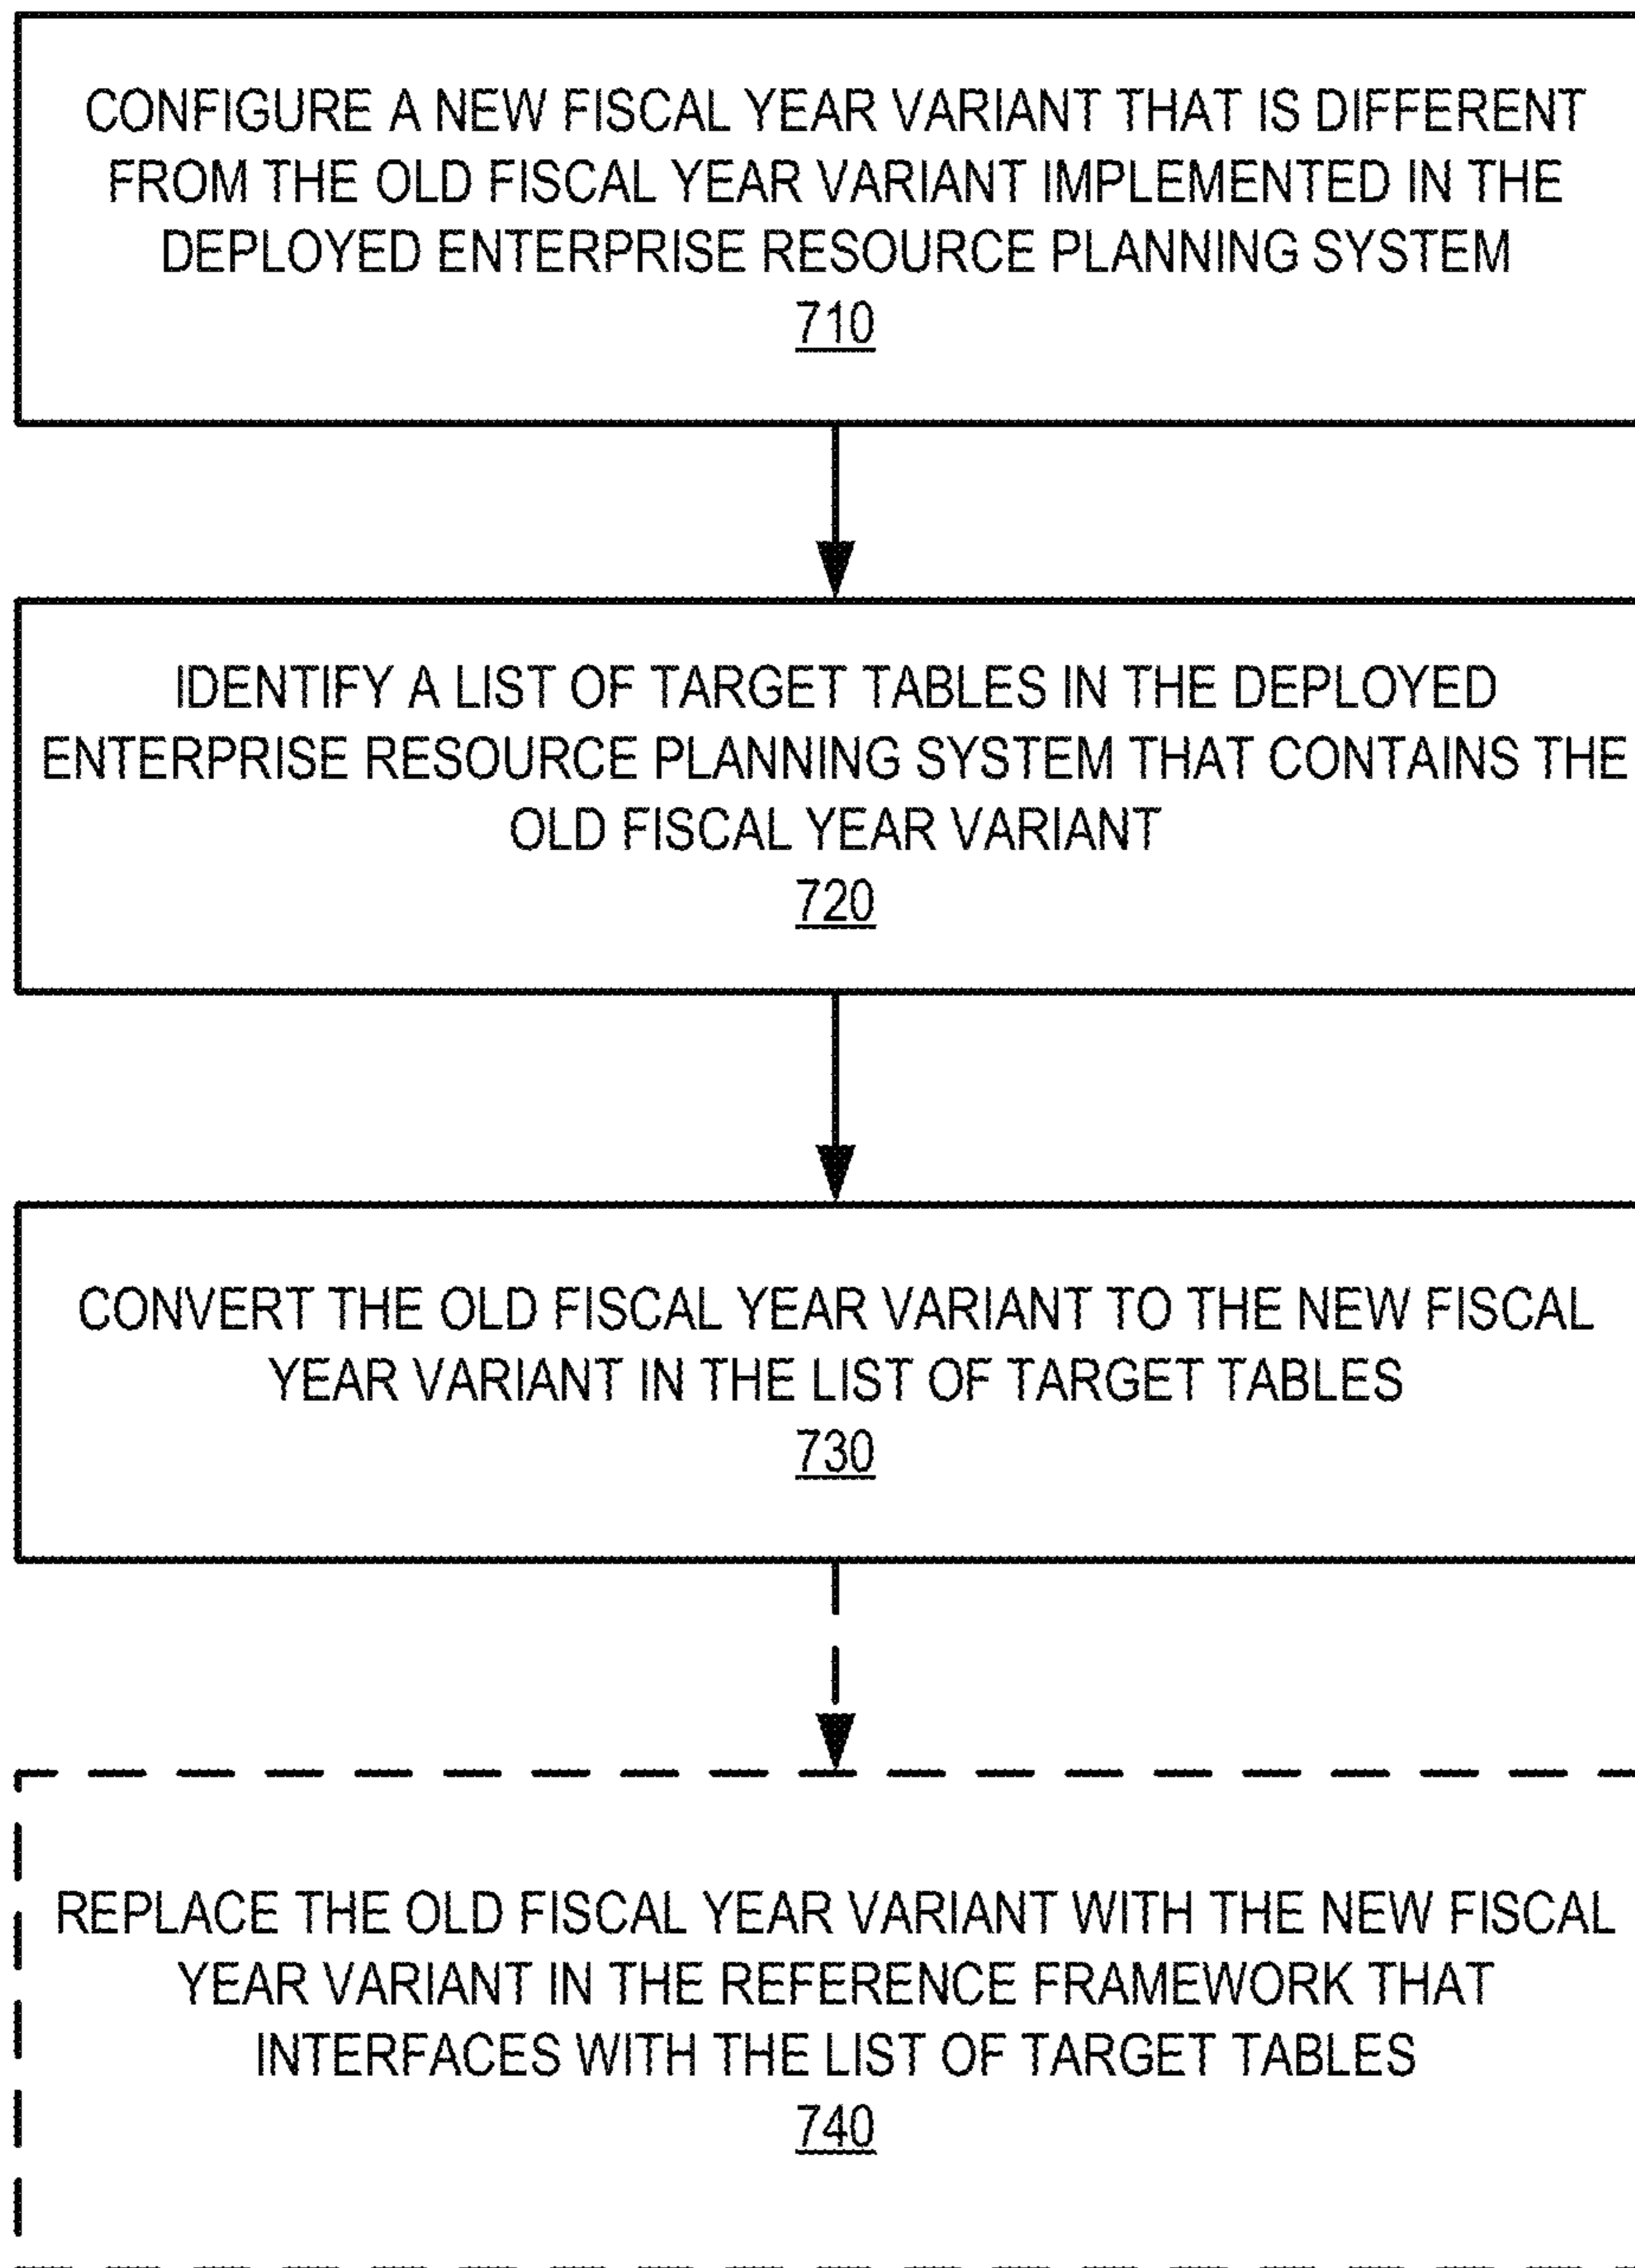 CONFIGURE A NEW FISCAL YEAR VARIANT THAT IS DIFFERENT
FROM THE OLD FISCAL YEAR VARIANT IMPLEMENTED IN THE
DEPLOYED ENTERPRISE RESOURCE PLANNING SYSTEM
710
IDENTIFY A LIST OF TARGET TABLES IN THE DEPLOYED
ENTERPRISE RESOURCE PLANNING SYSTEM THAT CONTAINS THE
OLD FISCAL YEAR VARIANT
720
CONVERT THE OLD FISCAL YEAR VARIANT TO THE NEW FISCAL
YEAR VARIANT IN THE LIST OF TARGET TABLES
730
REPLACE THE OLD FISCAL YEAR VARIANT WITH THE NEW FISCAL
YEAR VARIANT IN THE REFERENCE FRAMEWORK THAT
INTERFACES WITH THE LIST OF TARGET TABLES
740